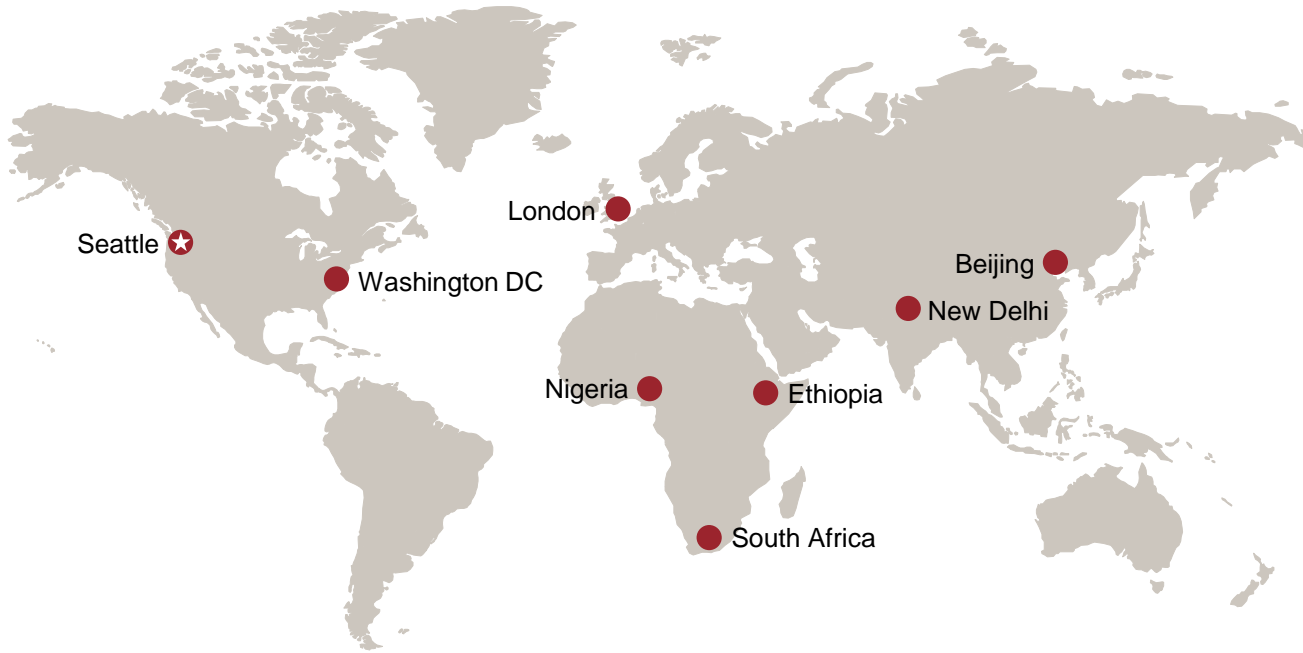 London
Seattle
Beijing
Washington DC
New Delhi
Nigeria
Ethiopia
South Africa